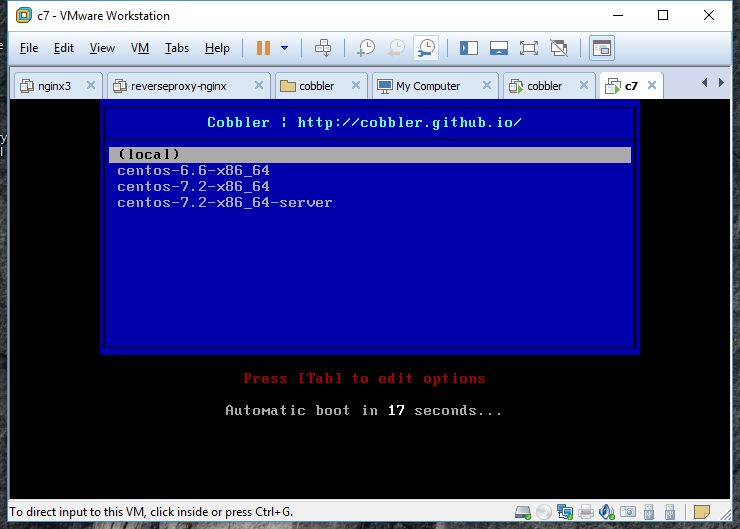 c7 - VMware Workstation
File Edit View VM Tabs Help
nginx3 reverseproxy-nginx cobbler My Computer cobbler c7
Cobbler ¦ http://cobbler.github.io/
(local)
centos-6.6-x86_64
centos-7.2-x86_64
centos-7.2-x86_64-server
Press [Tab] to edit options
Automatic boot in 17 seconds...
To direct input to this VM, click inside or press Ctrl+G.